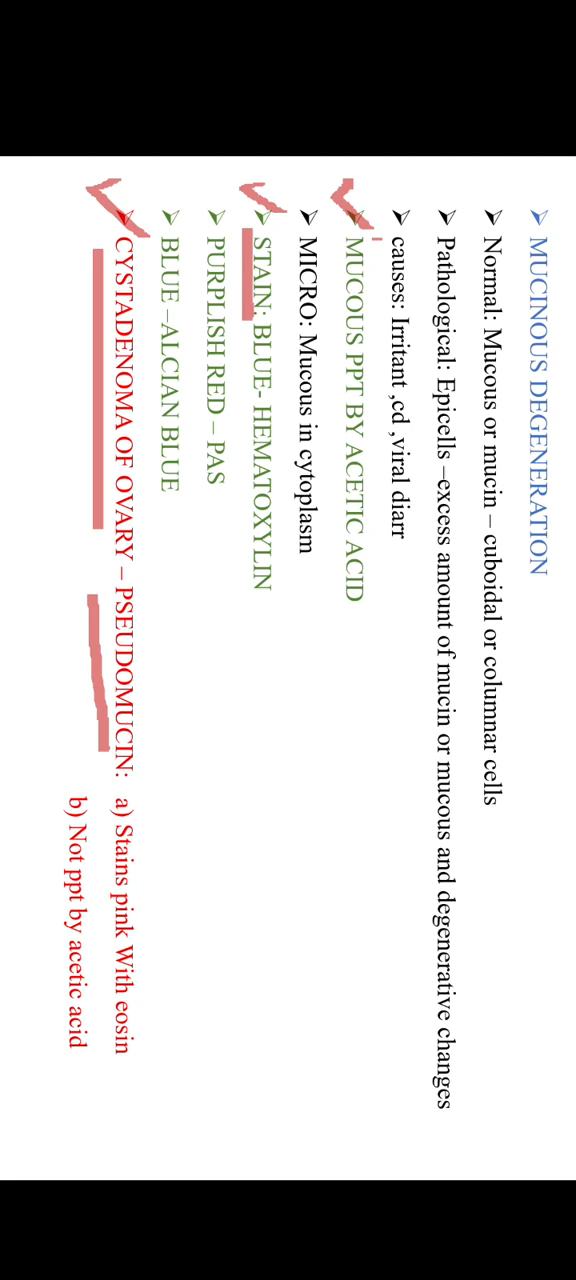 ➢ MUCINOUS DEGENERATION
➢ Normal: Mucous or mucin – cuboidal or columnar cells
➢ Pathological: Epicells –excess amount of mucin or mucous and degenerative changes
➢ causes: Irritant ,cd ,viral diarr
➢ MUCOUS PPT BY ACETIC ACID
➢ MICRO: Mucous in cytoplasm
➢ STAIN: BLUE- HEMATOXYLIN
➢ PURPLISH RED – PAS
➢ BLUE –ALCIAN BLUE
➢ CYSTADENOMA OF OVARY – PSEUDOMUCIN: a) Stains pink With eosin
b) Not ppt by acetic acid